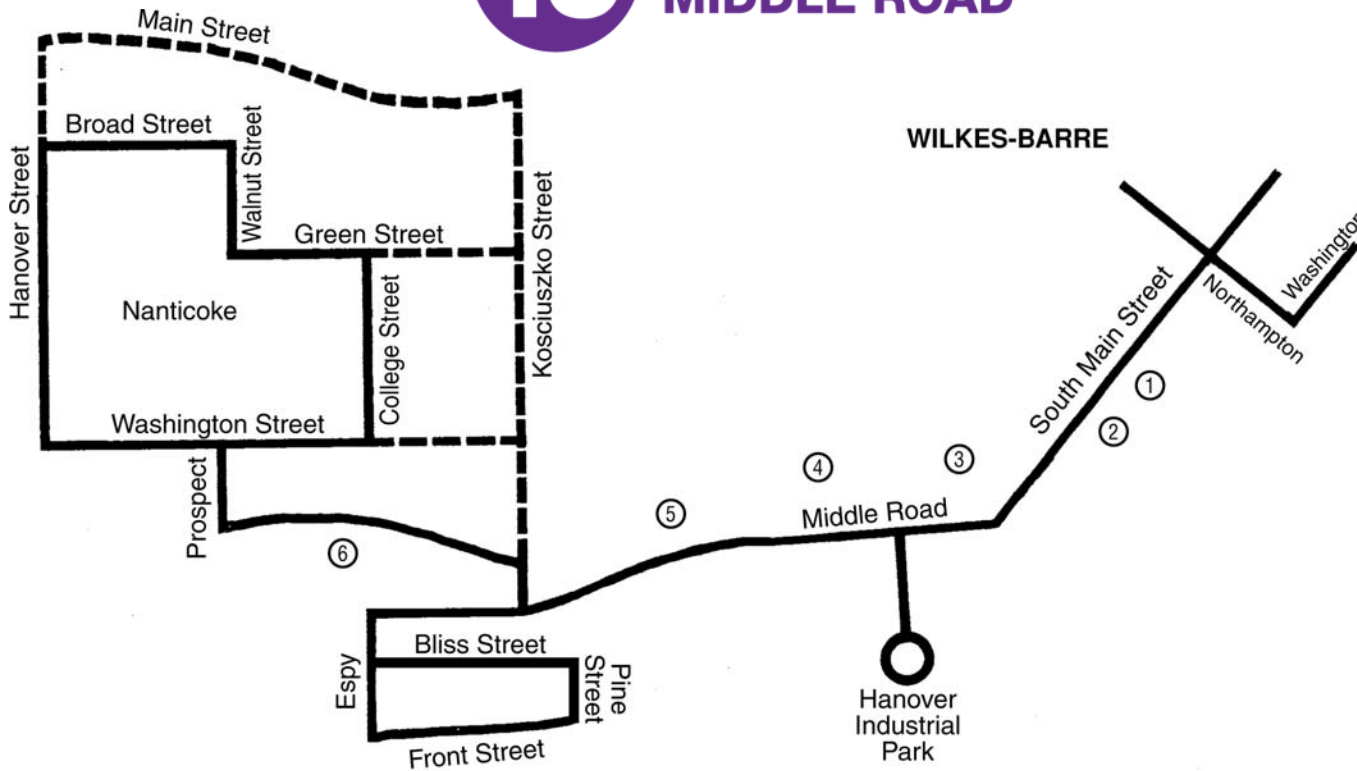 MIDDLE ROAD
Main Street
Broad Street
Walnut Street
Hanover Street
Green Street
Kosciuszko Street
Nanticoke
College Street
Washington Street
Prospect
6
WILKES-BARRE
Washington
Northampton
South Main Street
1
2
3
4
5
Middle Road
Bliss Street
Pine
Street
Espy
Front Street
Hanover
Industrial
Park